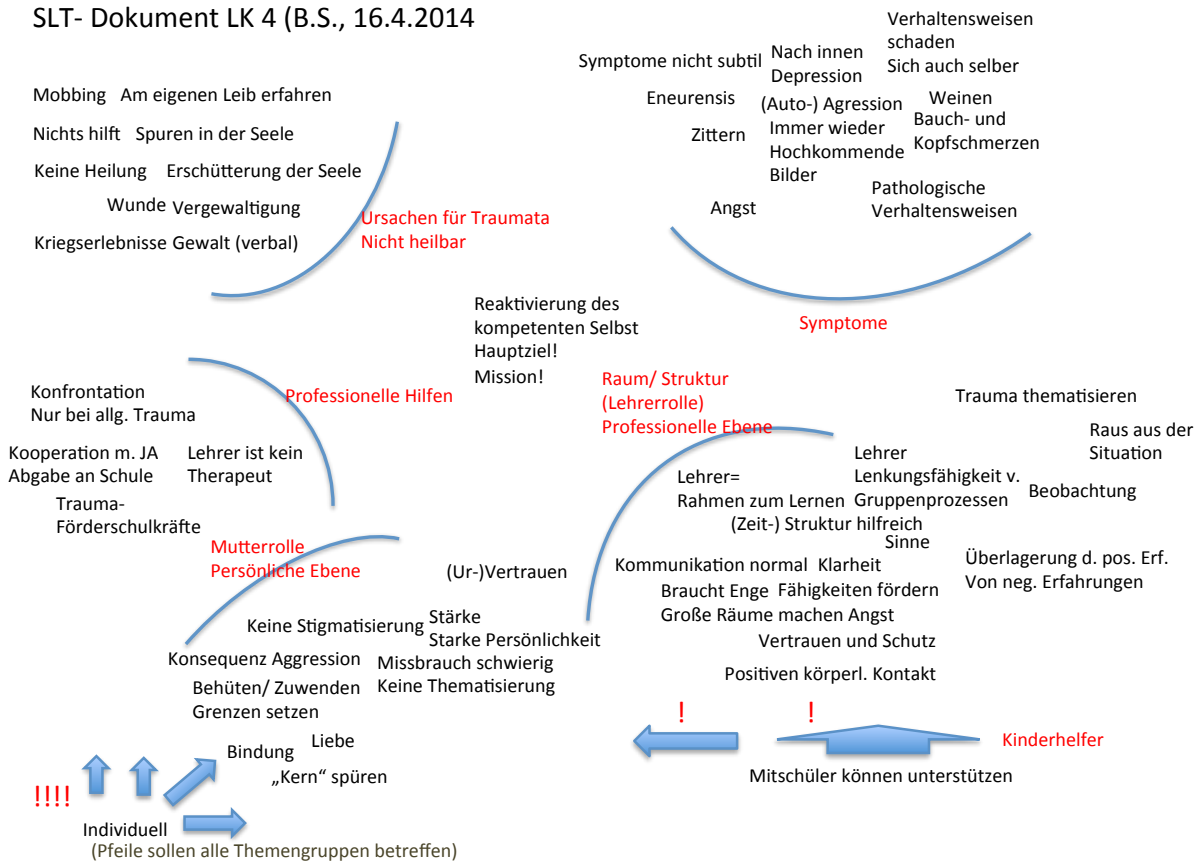 SLT- Dokument LK 4 (B.S., 16.4.2014
Mobbing Am eigenen Leib erfahren
Nichts hilft Spuren in der Seele
Keine Heilung Erschütterung der Seele
Wunde Vergewaltigung
Kriegserlebnisse Gewalt (verbal)
Ursachen für Traumata
Nicht heilbar
Symptome nicht subtil
Nach innen
Depression
Verhaltensweisen
schaden
Sich auch selber
Eneurensis
Zittern
(Auto-) Agression
Immer wieder
Hochkommende
Bilder
Weinen
Bauch- und
Kopfschmerzen
Angst
Pathologische
Verhaltensweisen
Symptome
Reaktivierung des
kompetenten Selbst
Hauptziel!
Mission!
Konfrontation
Nur bei allg. Trauma
Professionelle Hilfen
Kooperation m. JA
Abgabe an Schule
Lehrer ist kein
Therapeut
Trauma-
Förderschulkräfte
Raum/ Struktur
(Lehrerrolle)
Professionelle Ebene
Trauma thematisieren
Raus aus der
Situation
Lehrer=
Rahmen zum Lernen
Lehrer
Lenkungsfähigkeit v.
Gruppenprozessen
Beobachtung
(Zeit-) Struktur hilfreich
Sinne
Kommunikation normal Klarheit
Überlagerung d. pos. Erf.
Von neg. Erfahrungen
Braucht Enge Fähigkeiten fördern
Große Räume machen Angst
Vertrauen und Schutz
Positiven körperl. Kontakt
Mutterrolle
Persönliche Ebene
(Ur-)Vertrauen
Keine Stigmatisierung
Stärke
Starke Persönlichkeit
Konsequenz Aggression
Missbrauch schwierig
Keine Thematisierung
Behüten/ Zuwenden
Grenzen setzen
Bindung
Liebe
„Kern“ spüren
!!!!
Individuell
(Pfeile sollen alle Themengruppen betreffen)
! !
Kinderhelfer
Mitschüler können unterstützen